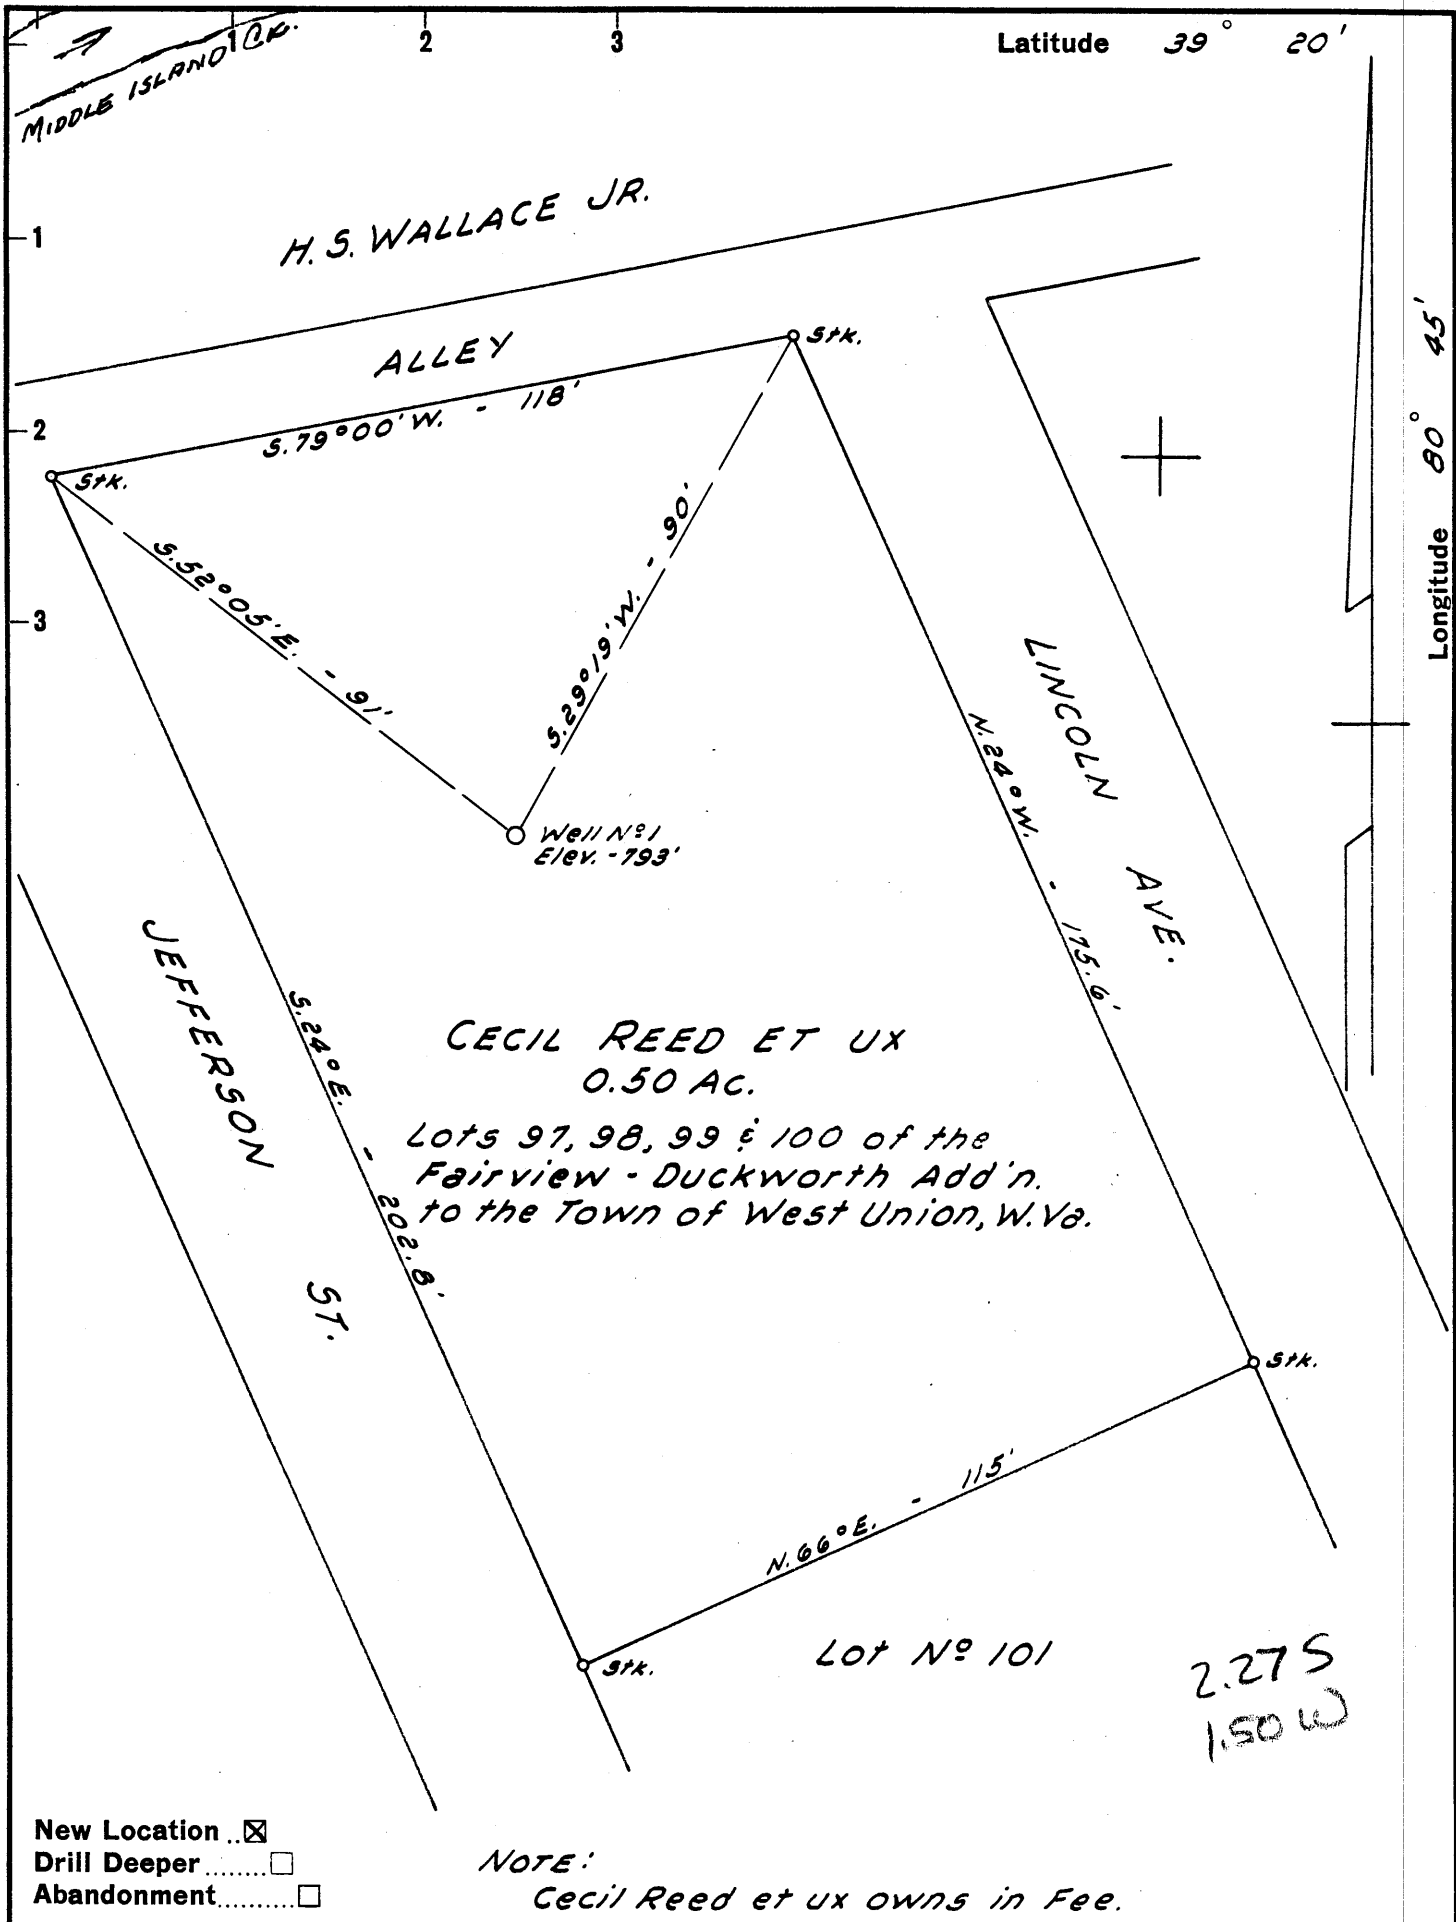 MIDDLE ISLAND CK.
1
2
3
Latitude 39° 20'
H. S. WALLACE JR.
1
ALLEY
Stk.
S.79°00'W. - 118'
2
Stk.
Longitude 80° 45'
S.52°05'E. - 91'
S.29°19'W. - 90'
3
LINCOLN AVE.
N.24°W. - 175.6'
Well Nº 1
Elev. - 793'
JEFFERSON ST.
S.24°E. - 202.8'
CECIL REED ET UX
0.50 AC.
Lots 97, 98, 99 & 100 of the
Fairview - Duckworth Add'n.
to the Town of West Union, W.Va.
Stk.
N.66°E. - 115'
Stk.
Lot Nº 101
2.27 S
1.50 W
New Location ..☒
Drill Deeper ........☐
Abandonment ..........☐
NOTE:
Cecil Reed et ux owns in Fee.